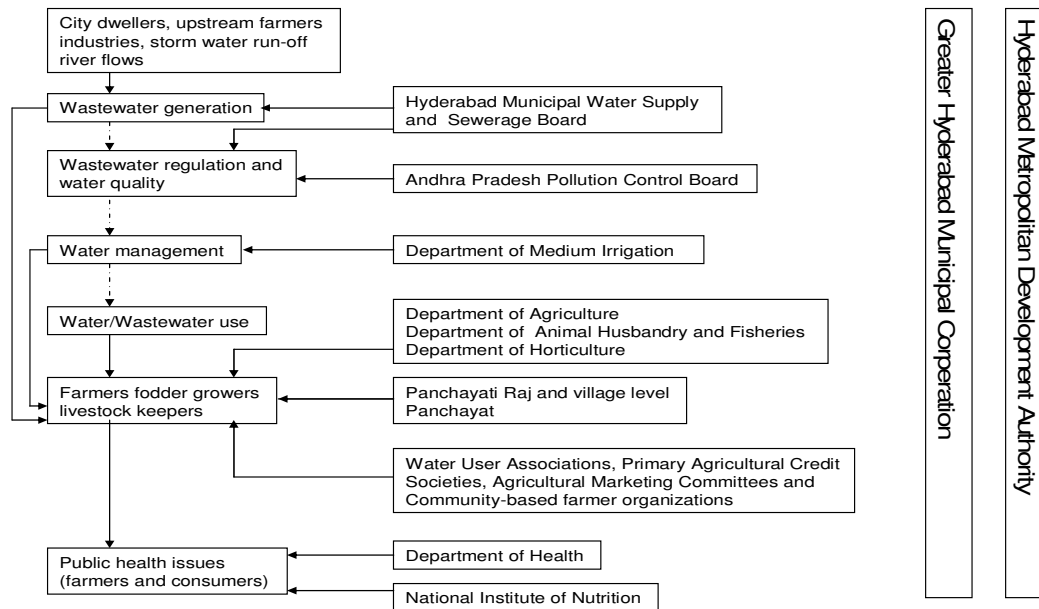 City dwellers, upstream farmers
industries, storm water run-off
river flows
Wastewater generation
Hyderabad Municipal Water Supply
and Sewerage Board
Wastewater regulation and
water quality
Andhra Pradesh Pollution Control Board
Water management
Department of Medium Irrigation
Water/Wastewater use
Department of Agriculture
Department of Animal Husbandry and Fisheries
Department of Horticulture
Farmers fodder growers
livestock keepers
Panchayati Raj and village level
Panchayat
Water User Associations, Primary Agricultural Credit
Societies, Agricultural Marketing Committees and
Community-based farmer organizations
Public health issues
(farmers and consumers)
Department of Health
National Institute of Nutrition
Greater Hyderabad Municipal Corperation
Hyderabad Metropolitan Development Authority